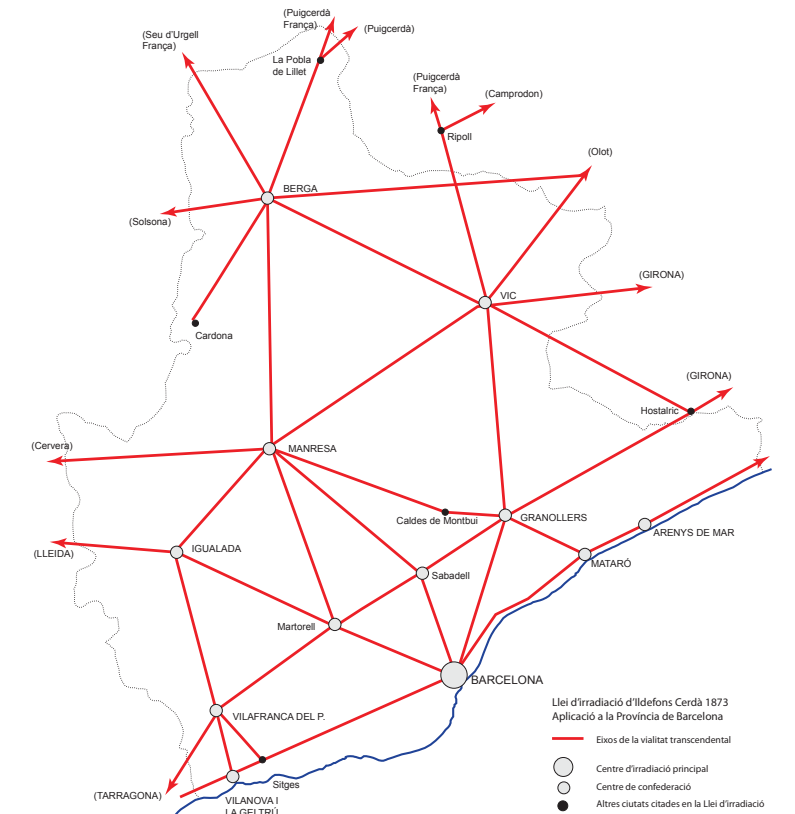 (Puigcerdà
França)
(Puigcerdà)
(Seu d'Urgell
França)
La Pobla
de Lillet
(Puigcerdà
França)
(Camprodon)
Ripoll
(Olot)
BERGA
(Solsona)
(GIRONA)
VIC
Cardona
(GIRONA)
Hostalric
(Cervera)
MANRESA
Caldes de Montbui
GRANOLLERS
ARENYS DE MAR
(LLEIDA)
IGUALADA
MATARÓ
Sabadell
Martorell
BARCELONA
VILAFRANCA DEL P.
Sitges
(TARRAGONA)
VILANOVA I
LA GELTRÚ
Llei d'irradiació d'Ildefons Cerdà 1873
Aplicació a la Província de Barcelona
Eixos de la vialitat transcendental
Centre d'irradiació principal
Centre de confederació
Altres ciutats citades en la Llei d'irradiació